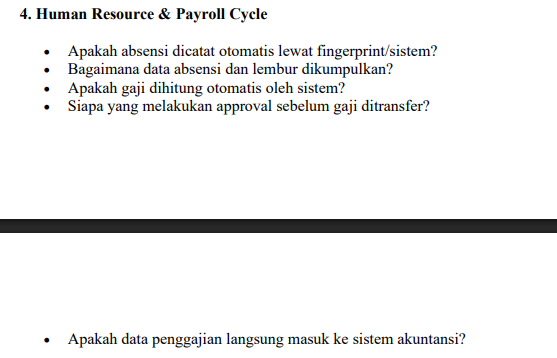 4. Human Resource & Payroll Cycle
• Apakah absensi dicatat otomatis lewat fingerprint/sistem?
• Bagaimana data absensi dan lembur dikumpulkan?
• Apakah gaji dihitung otomatis oleh sistem?
• Siapa yang melakukan approval sebelum gaji ditransfer?
• Apakah data penggajian langsung masuk ke sistem akuntansi?